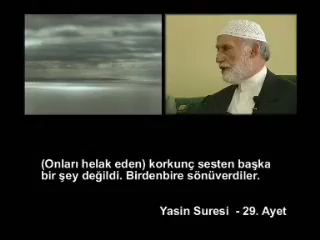 (Onları helak eden) korkunç sesten başka
bir şey değildi. Birdenbire sönüverdiler.
Yasin Suresi - 29. Ayet